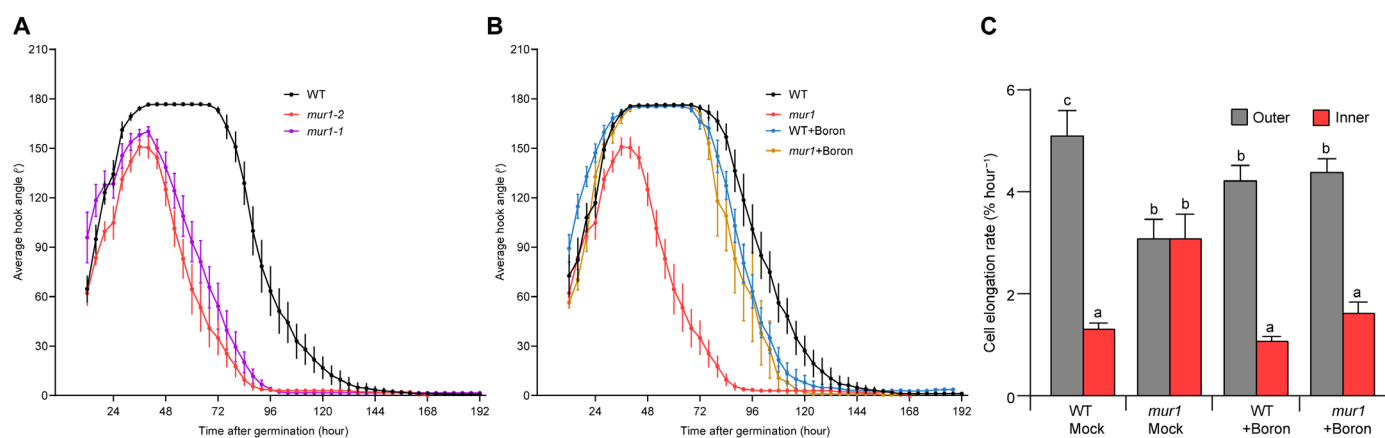 A
Average hook angle (°)
210
180
150
120
90
60
30
0
24
48
72
96
120
144
168
192
Time after germination (hour)
WT
mur1-2
mur1-1
B
Average hook angle (°)
210
180
150
120
90
60
30
0
24
48
72
96
120
144
168
192
Time after germination (hour)
WT
mur1
WT+Boron
mur1+Boron
C
Cell elongation rate (% hour⁻¹)
6
4
2
0
Outer
Inner
c
a
b
b
b
a
b
a
WT
Mock
mur1
Mock
WT
+Boron
mur1
+Boron